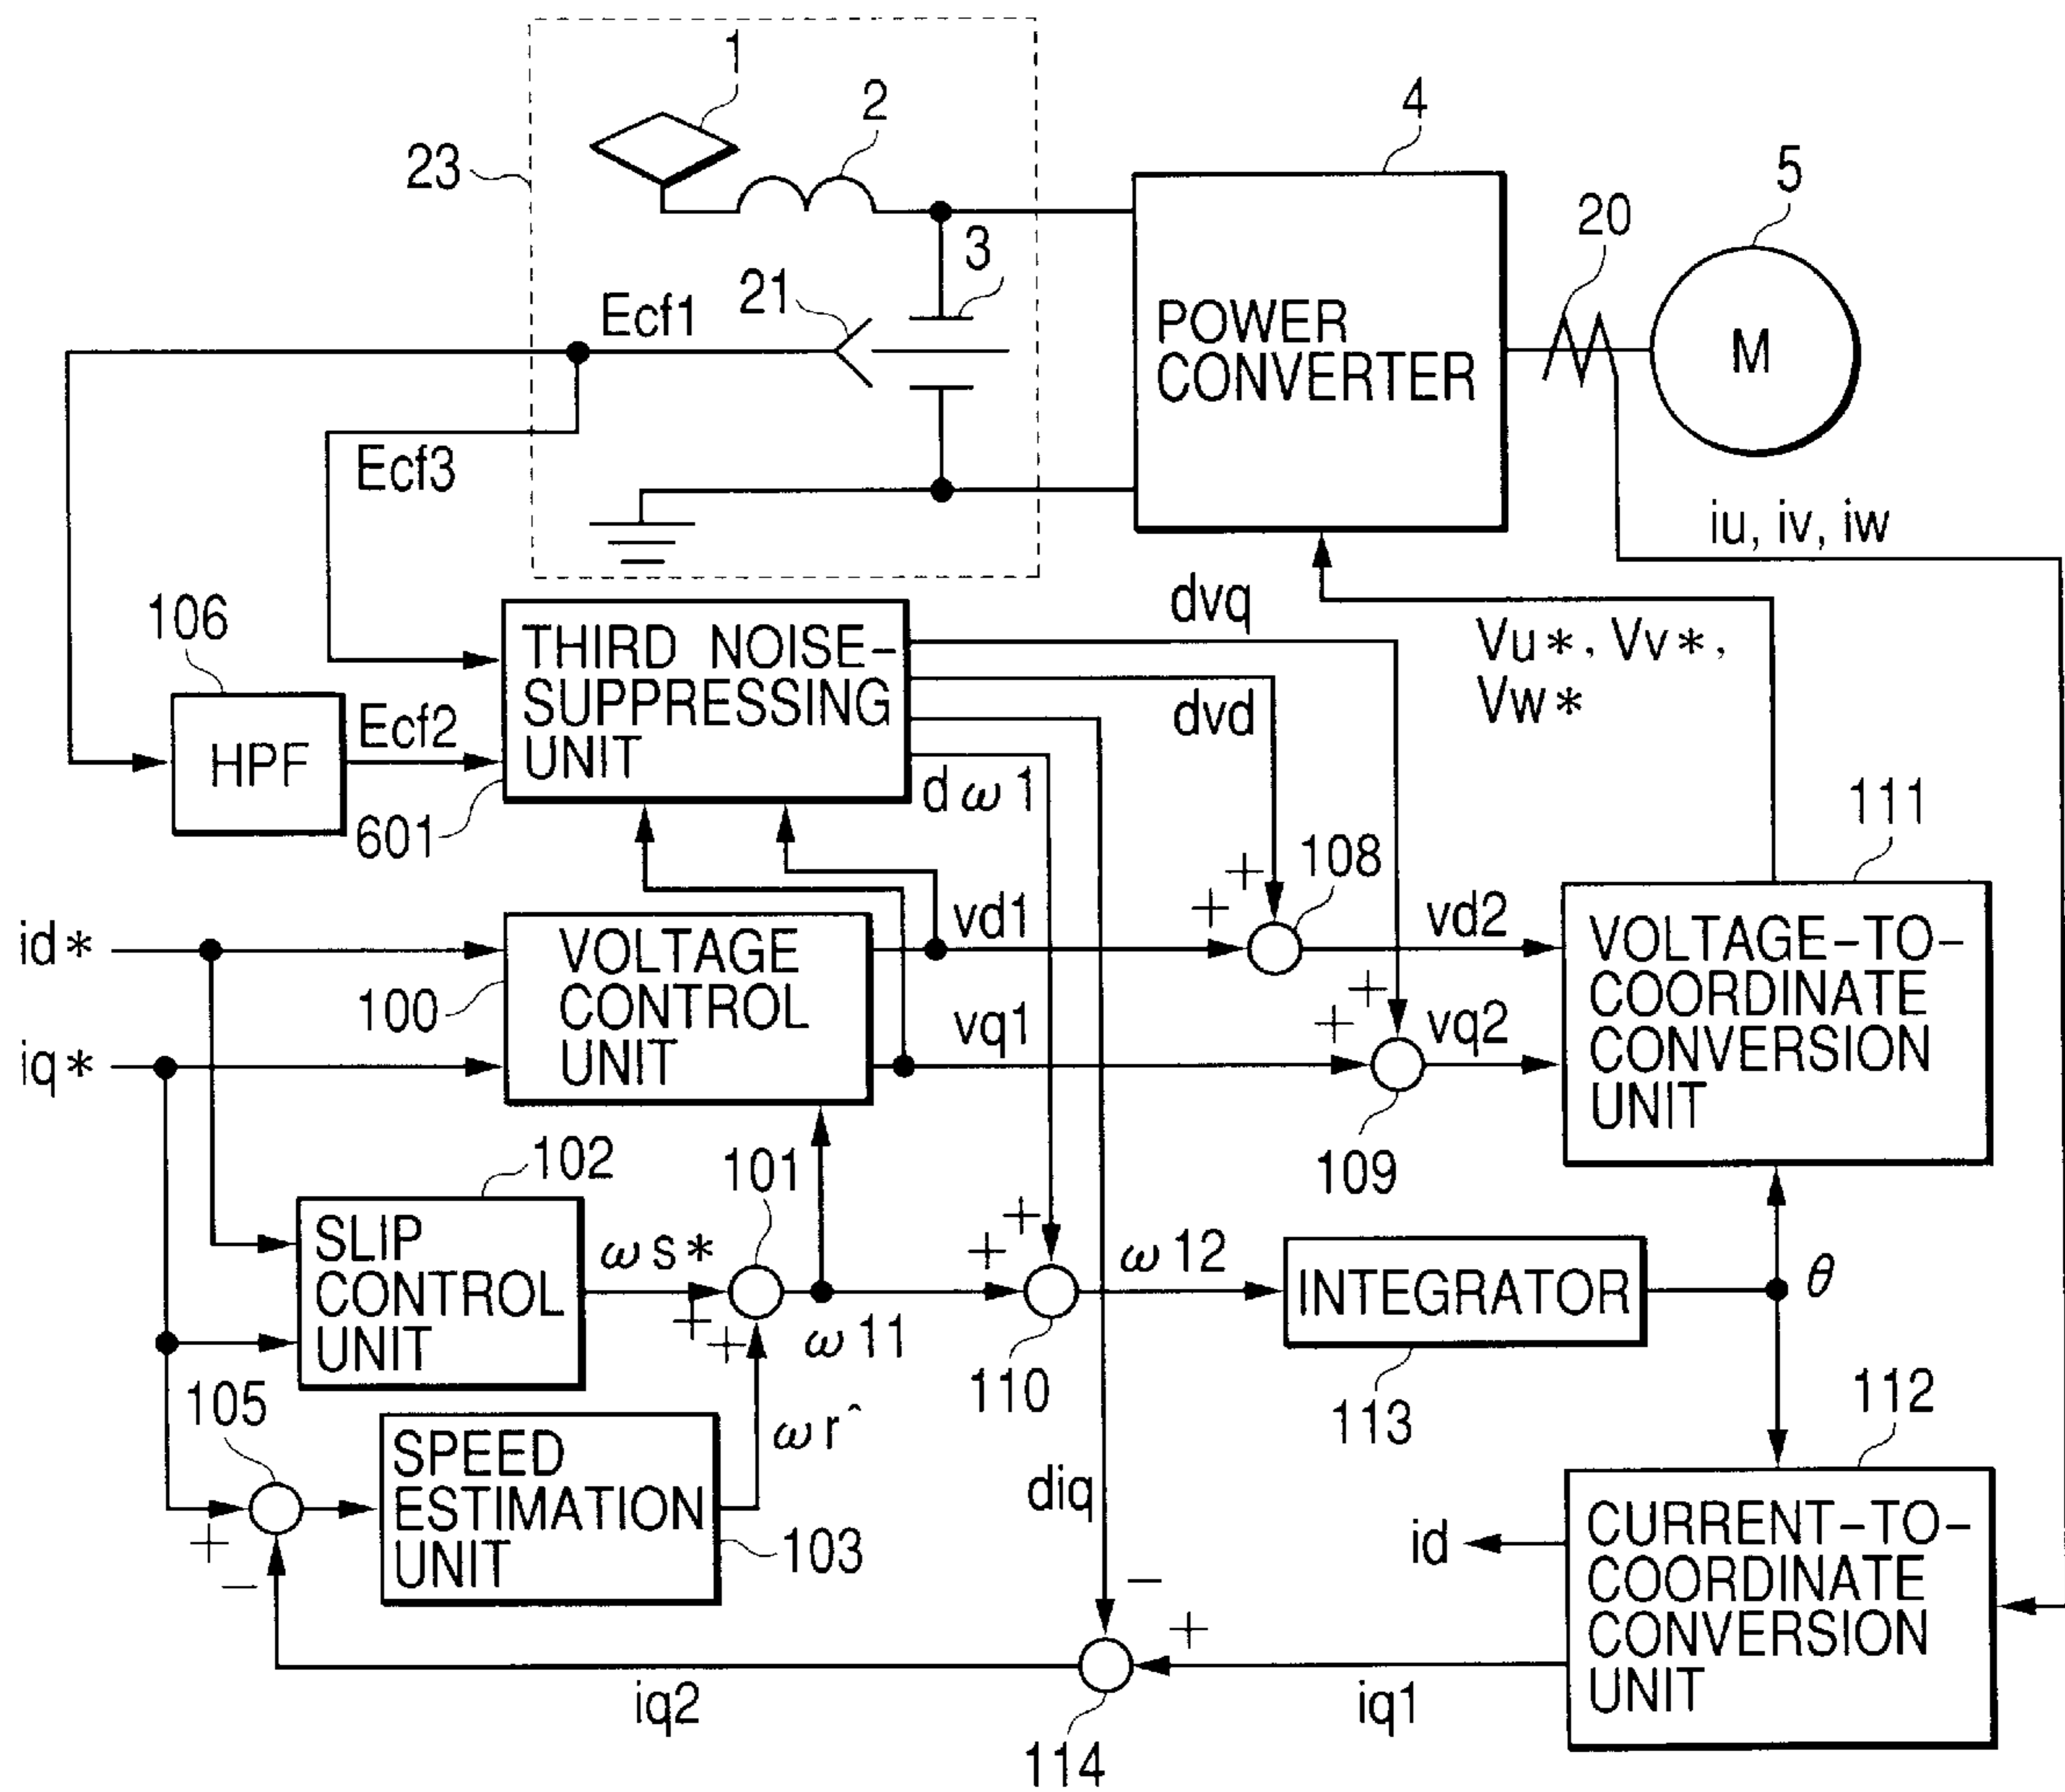 1
2
4
23
5
20
3
21
Ecf1
POWER
CONVERTER
M
Ecf3
iu, iv, iw
dvq
106
THIRD NOISE-
SUPPRESSING
UNIT
Vu*, Vv*,
Vw*
dvd
Ecf2
HPF
dω1
601
111
108
+
+
id*
VOLTAGE
CONTROL
UNIT
vd1
vd2
VOLTAGE-TO-
COORDINATE
CONVERSION
UNIT
100
+
+
vq1
vq2
iq*
102
101
109
SLIP
CONTROL
UNIT
ωs*
+
+
ω12
INTEGRATOR
θ
+
+
ω11
105
110
113
112
SPEED
ESTIMATION
UNIT
ωr^
diq
CURRENT-TO-
COORDINATE
CONVERSION
UNIT
id
+
−
103
−
+
iq2
iq1
114